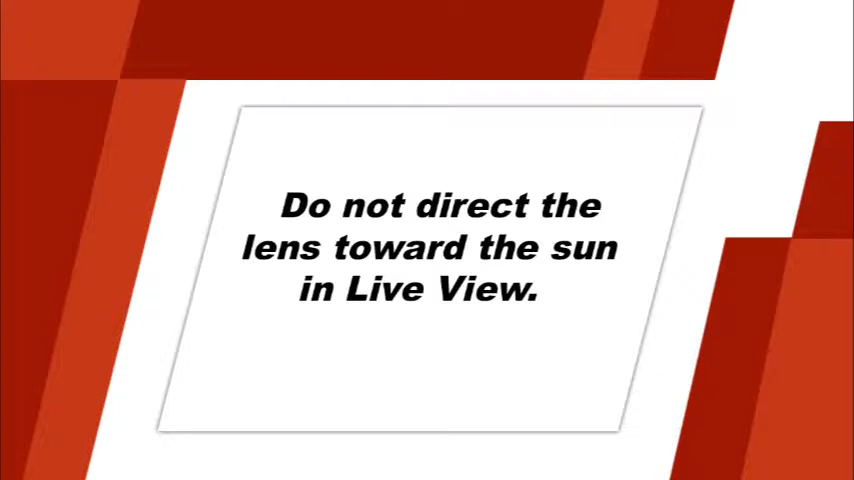 Do not direct the
lens toward the sun
in Live View.